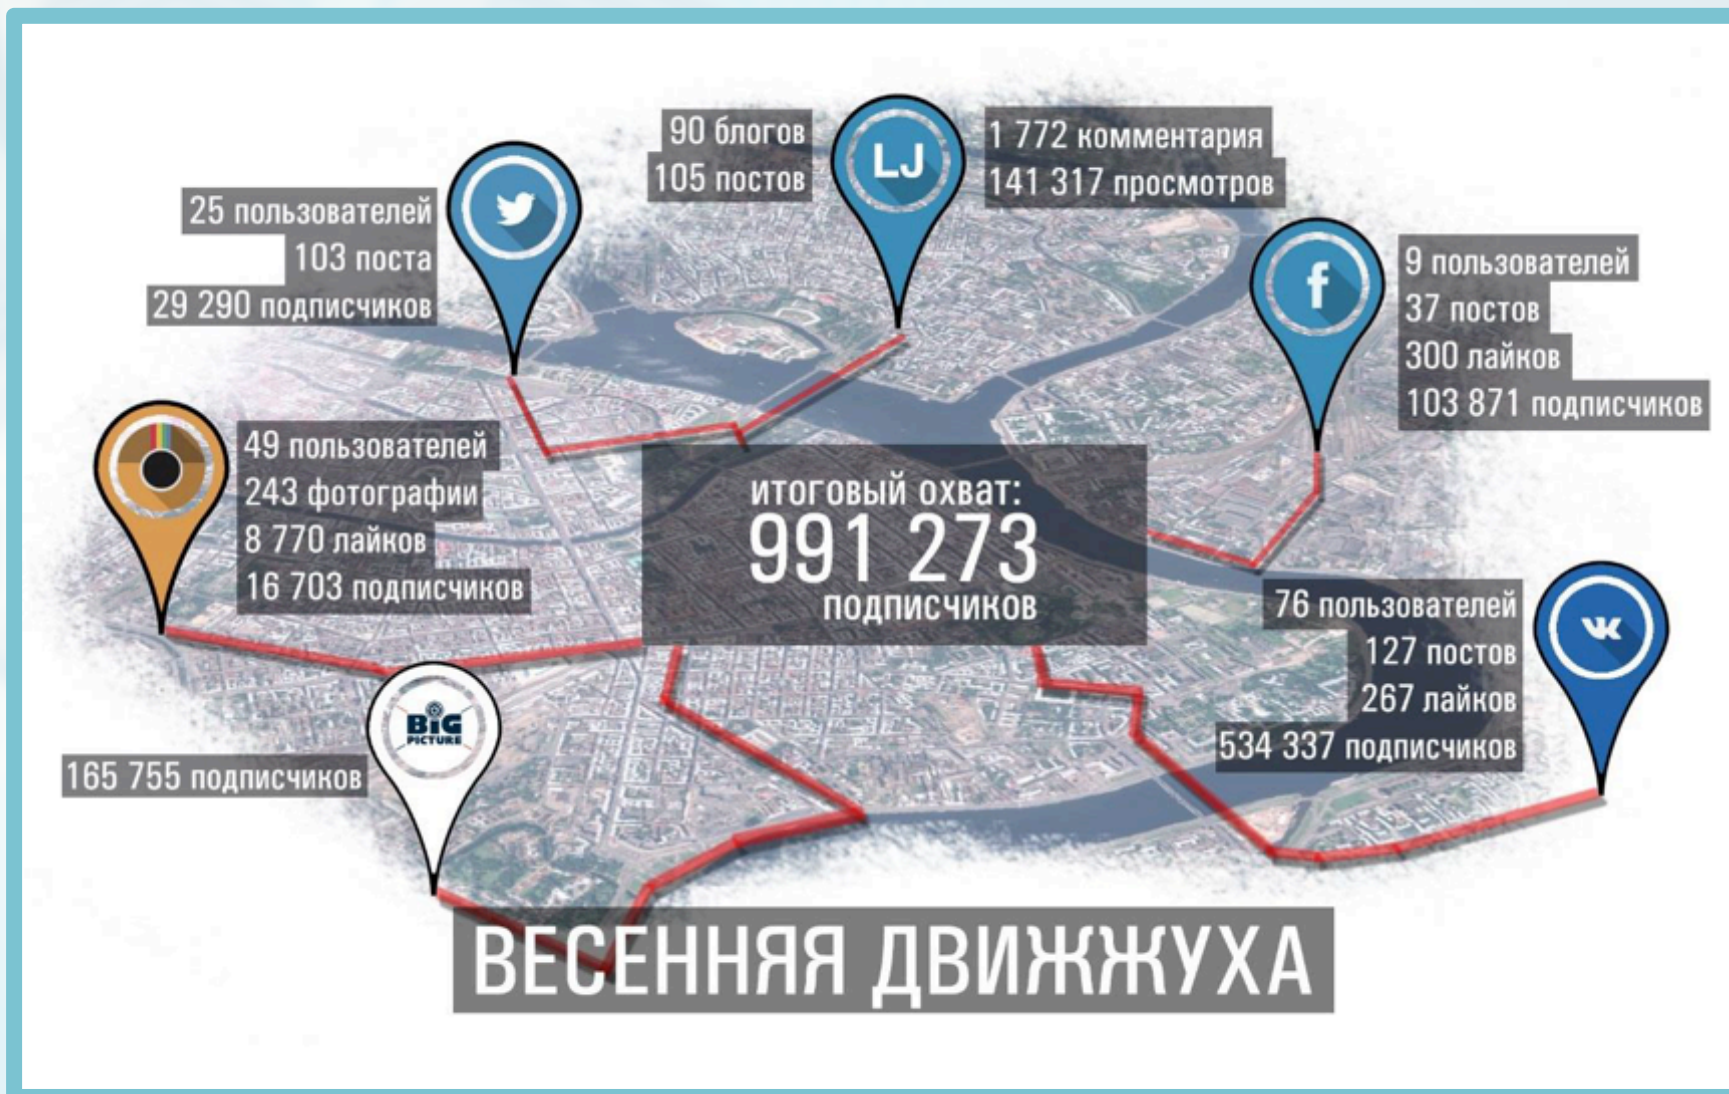 90 блогов
105 постов
LJ
1 772 комментария
141 317 просмотров
25 пользователей
103 поста
29 290 подписчиков
f
9 пользователей
37 постов
300 лайков
103 871 подписчиков
49 пользователей
243 фотографии
8 770 лайков
16 703 подписчиков
итоговый охват:
991 273
подписчиков
76 пользователей
127 постов
267 лайков
534 337 подписчиков
VK
BiG
PICTURE
165 755 подписчиков
ВЕСЕННЯЯ ДВИЖЖУХА